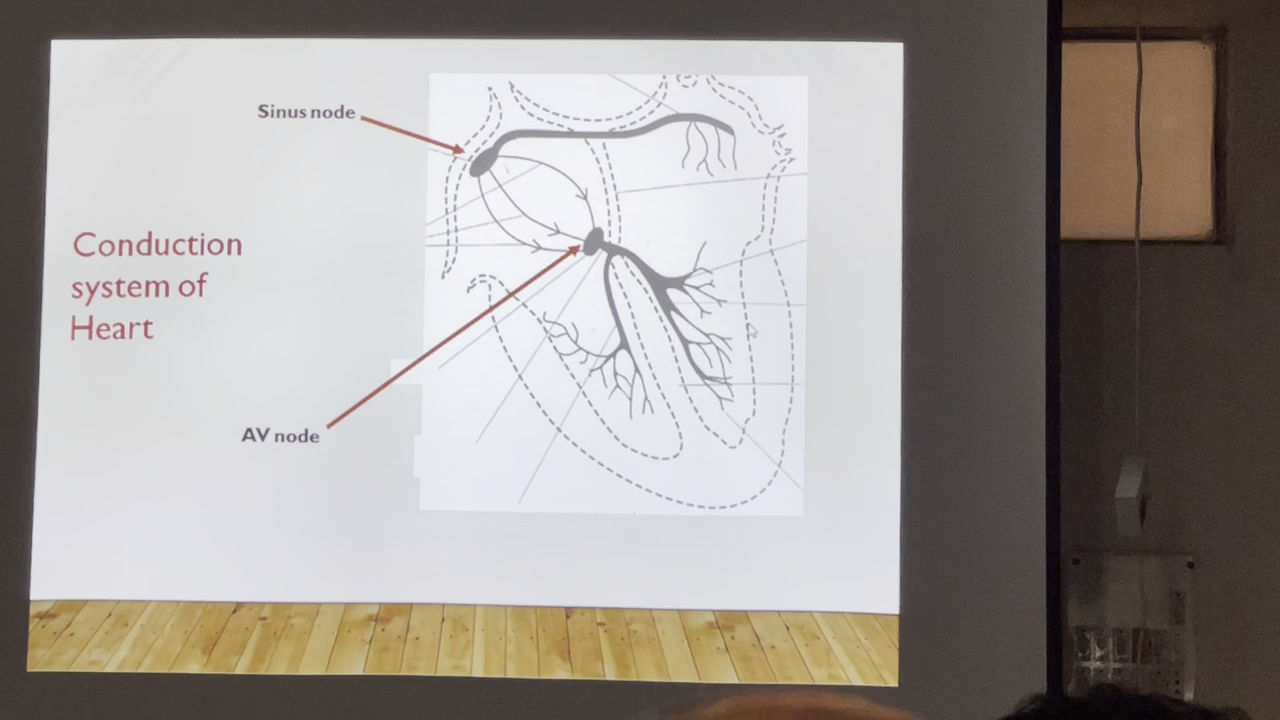 Sinus node
Conduction
system of
Heart
AV node